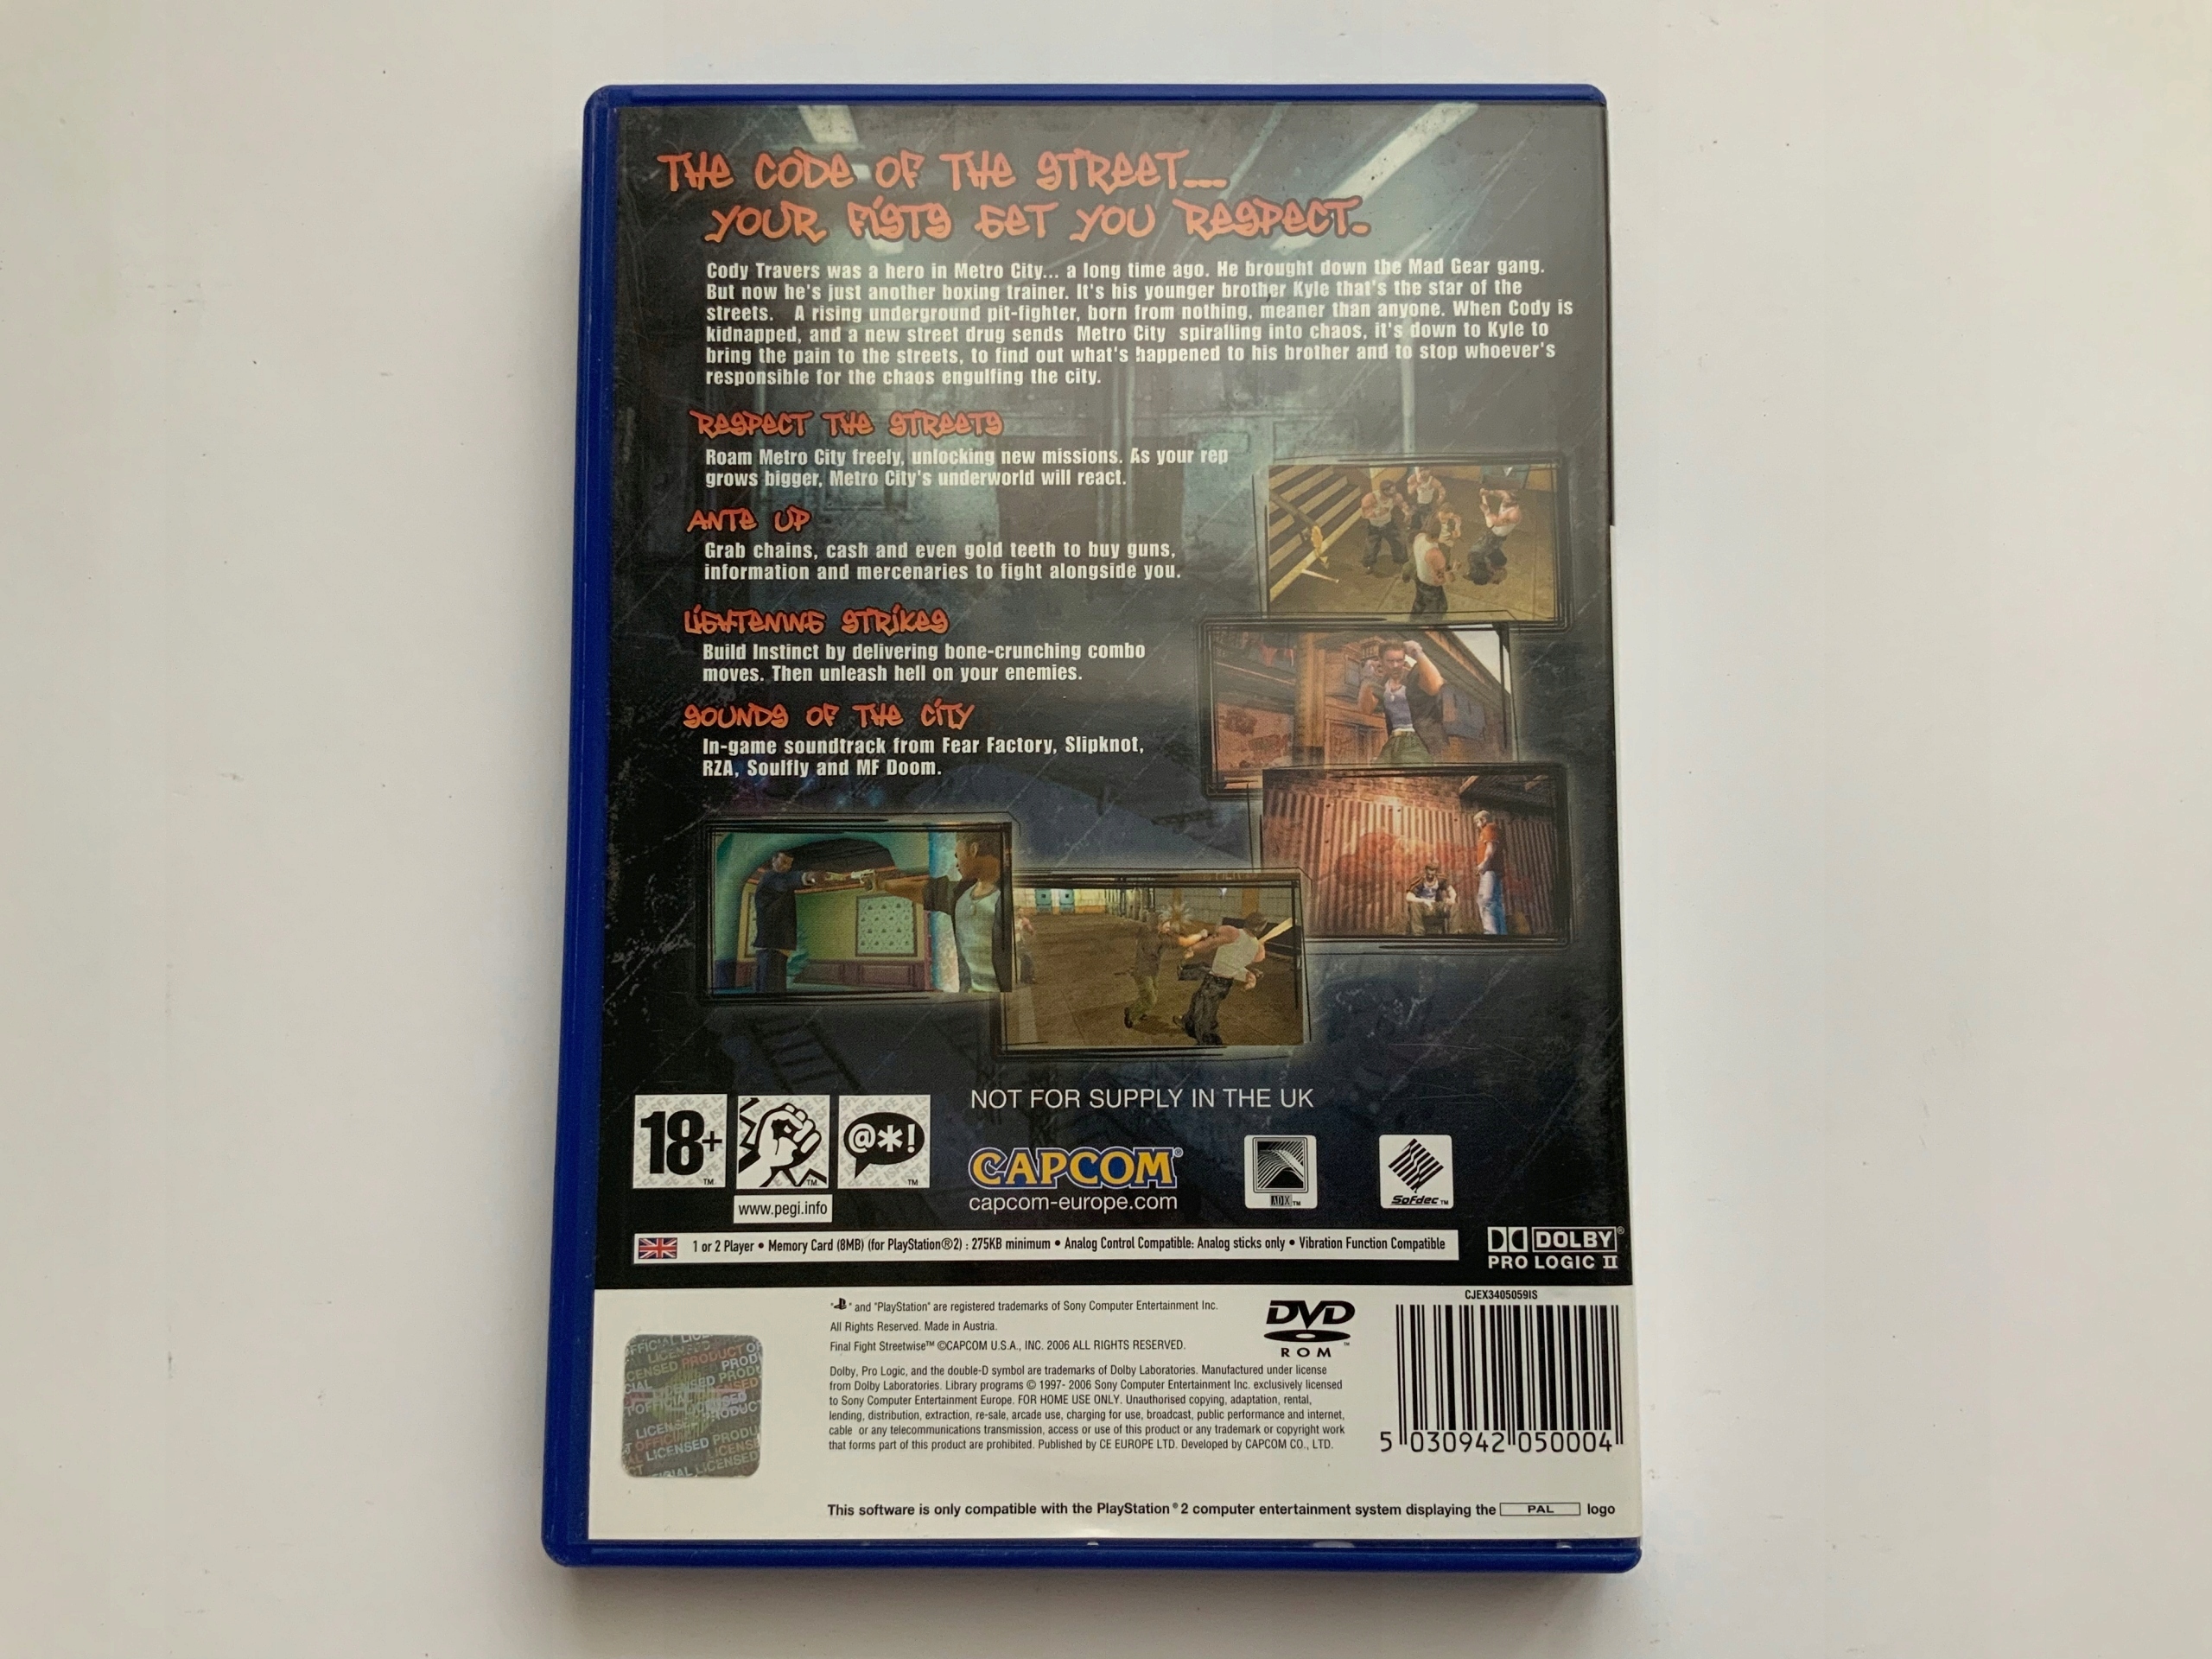 THE CODE OF THE STREET...
YOUR FISTS GET YOU RESPECT.
Cody Travers was a hero in Metro City... a long time ago. He brought down the Mad Gear gang.
But now he's just another boxing trainer. It's his younger brother Kyle that's the star of the
streets. A rising underground pit-fighter, born from nothing, meaner than anyone. When Cody is
kidnapped, and a new street drug sends Metro City spiralling into chaos, it's down to Kyle to
bring the pain to the streets, to find out what's happened to his brother and to stop whoever's
responsible for the chaos engulfing the city.
RESPECT THE STREETS
Roam Metro City freely, unlocking new missions. As your rep
grows bigger, Metro City's underworld will react.
ANTE UP
Grab chains, cash and even gold teeth to buy guns,
information and mercenaries to fight alongside you.
LIGHTENING STRIKES
Build Instinct by delivering bone-crunching combo
moves. Then unleash hell on your enemies.
SOUNDS OF THE CITY
In-game soundtrack from Fear Factory, Slipknot,
RZA, Soulfly and MF Doom.
NOT FOR SUPPLY IN THE UK
18+ TM
TM
@*! TM
www.pegi.info
CAPCOM®
capcom-europe.com
ADX TM
Sofdec TM
1 or 2 Player • Memory Card (8MB) (for PlayStation®2) : 275KB minimum • Analog Control Compatible: Analog sticks only • Vibration Function Compatible
DOLBY®
PRO LOGIC II
"PS" and "PlayStation" are registered trademarks of Sony Computer Entertainment Inc.
All Rights Reserved. Made in Austria.
Final Fight Streetwise™ ©CAPCOM U.S.A., INC. 2006 ALL RIGHTS RESERVED.
Dolby, Pro Logic, and the double-D symbol are trademarks of Dolby Laboratories. Manufactured under license
from Dolby Laboratories. Library programs © 1997- 2006 Sony Computer Entertainment Inc. exclusively licensed
to Sony Computer Entertainment Europe. FOR HOME USE ONLY. Unauthorised copying, adaptation, rental,
lending, distribution, extraction, re-sale, arcade use, charging for use, broadcast, public performance and internet,
cable or any telecommunications transmission, access or use of this product or any trademark or copyright work
that forms part of this product are prohibited. Published by CE EUROPE LTD. Developed by CAPCOM CO., LTD.
DVD
ROM
CJEX3405059IS
5 030942 050004
OFFICIAL LICENSED PRODUCT
This software is only compatible with the PlayStation®2 computer entertainment system displaying the PAL logo